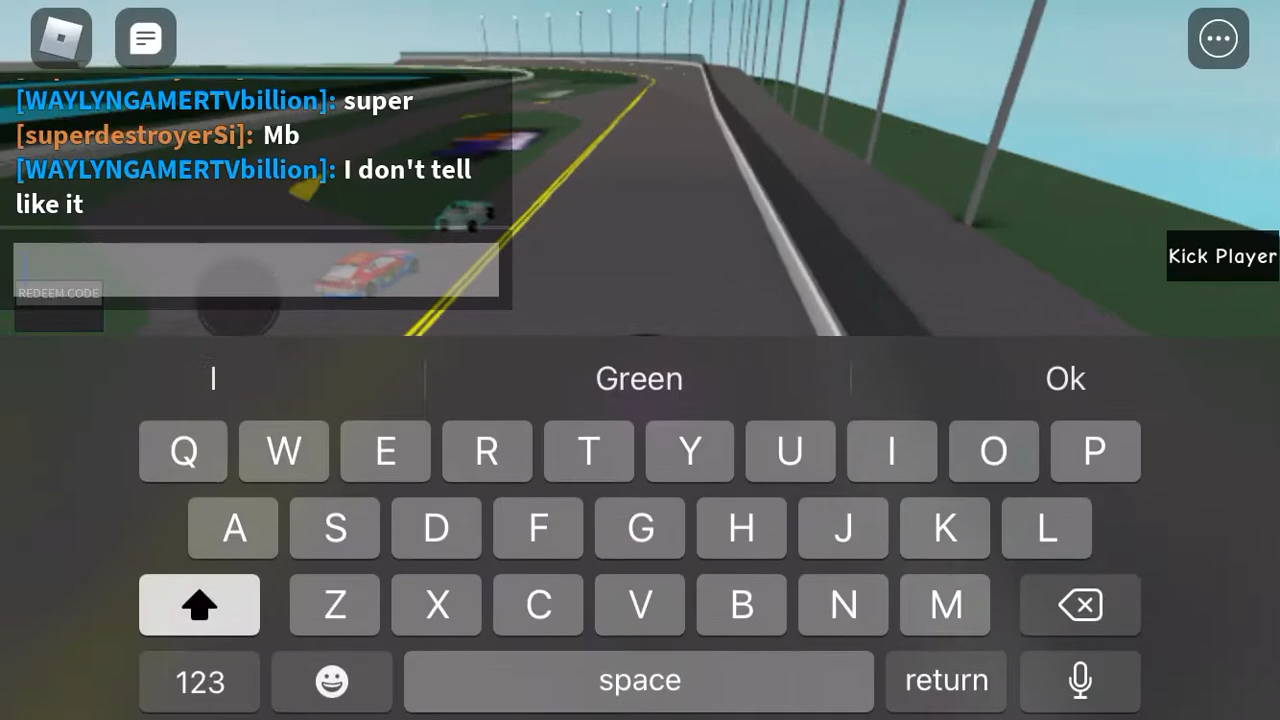 [WAYLYNGAMERTVbillion]: super
[superdestroyerSi]: Mb
[WAYLYNGAMERTVbillion]: I don't tell
like it
Kick Player
REDEEM CODE
I Green Ok
Q W E R T Y U I O P
A S D F G H J K L
Z X C V B N M
123 space return